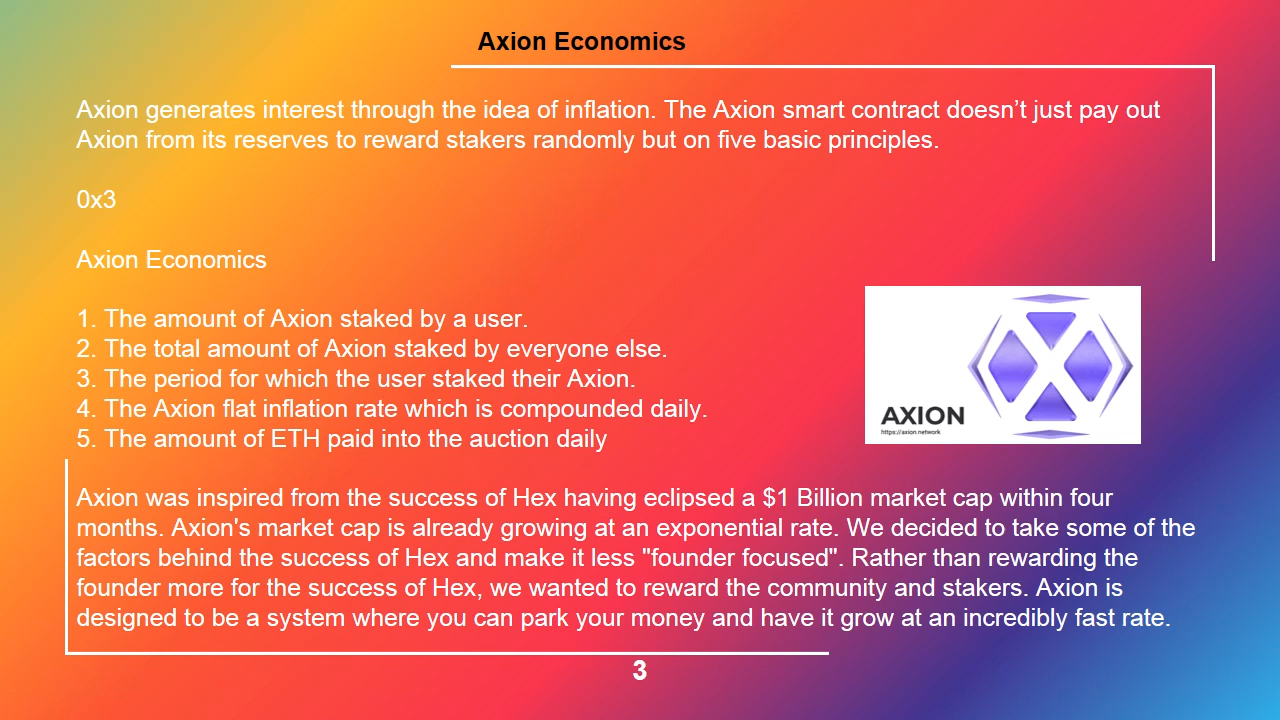 Axion Economics
Axion generates interest through the idea of inflation. The Axion smart contract doesn’t just pay out
Axion from its reserves to reward stakers randomly but on five basic principles.
0x3
Axion Economics
1. The amount of Axion staked by a user.
2. The total amount of Axion staked by everyone else.
3. The period for which the user staked their Axion.
4. The Axion flat inflation rate which is compounded daily.
5. The amount of ETH paid into the auction daily
AXION
https://axion.network
Axion was inspired from the success of Hex having eclipsed a $1 Billion market cap within four
months. Axion's market cap is already growing at an exponential rate. We decided to take some of the
factors behind the success of Hex and make it less "founder focused". Rather than rewarding the
founder more for the success of Hex, we wanted to reward the community and stakers. Axion is
designed to be a system where you can park your money and have it grow at an incredibly fast rate.
3